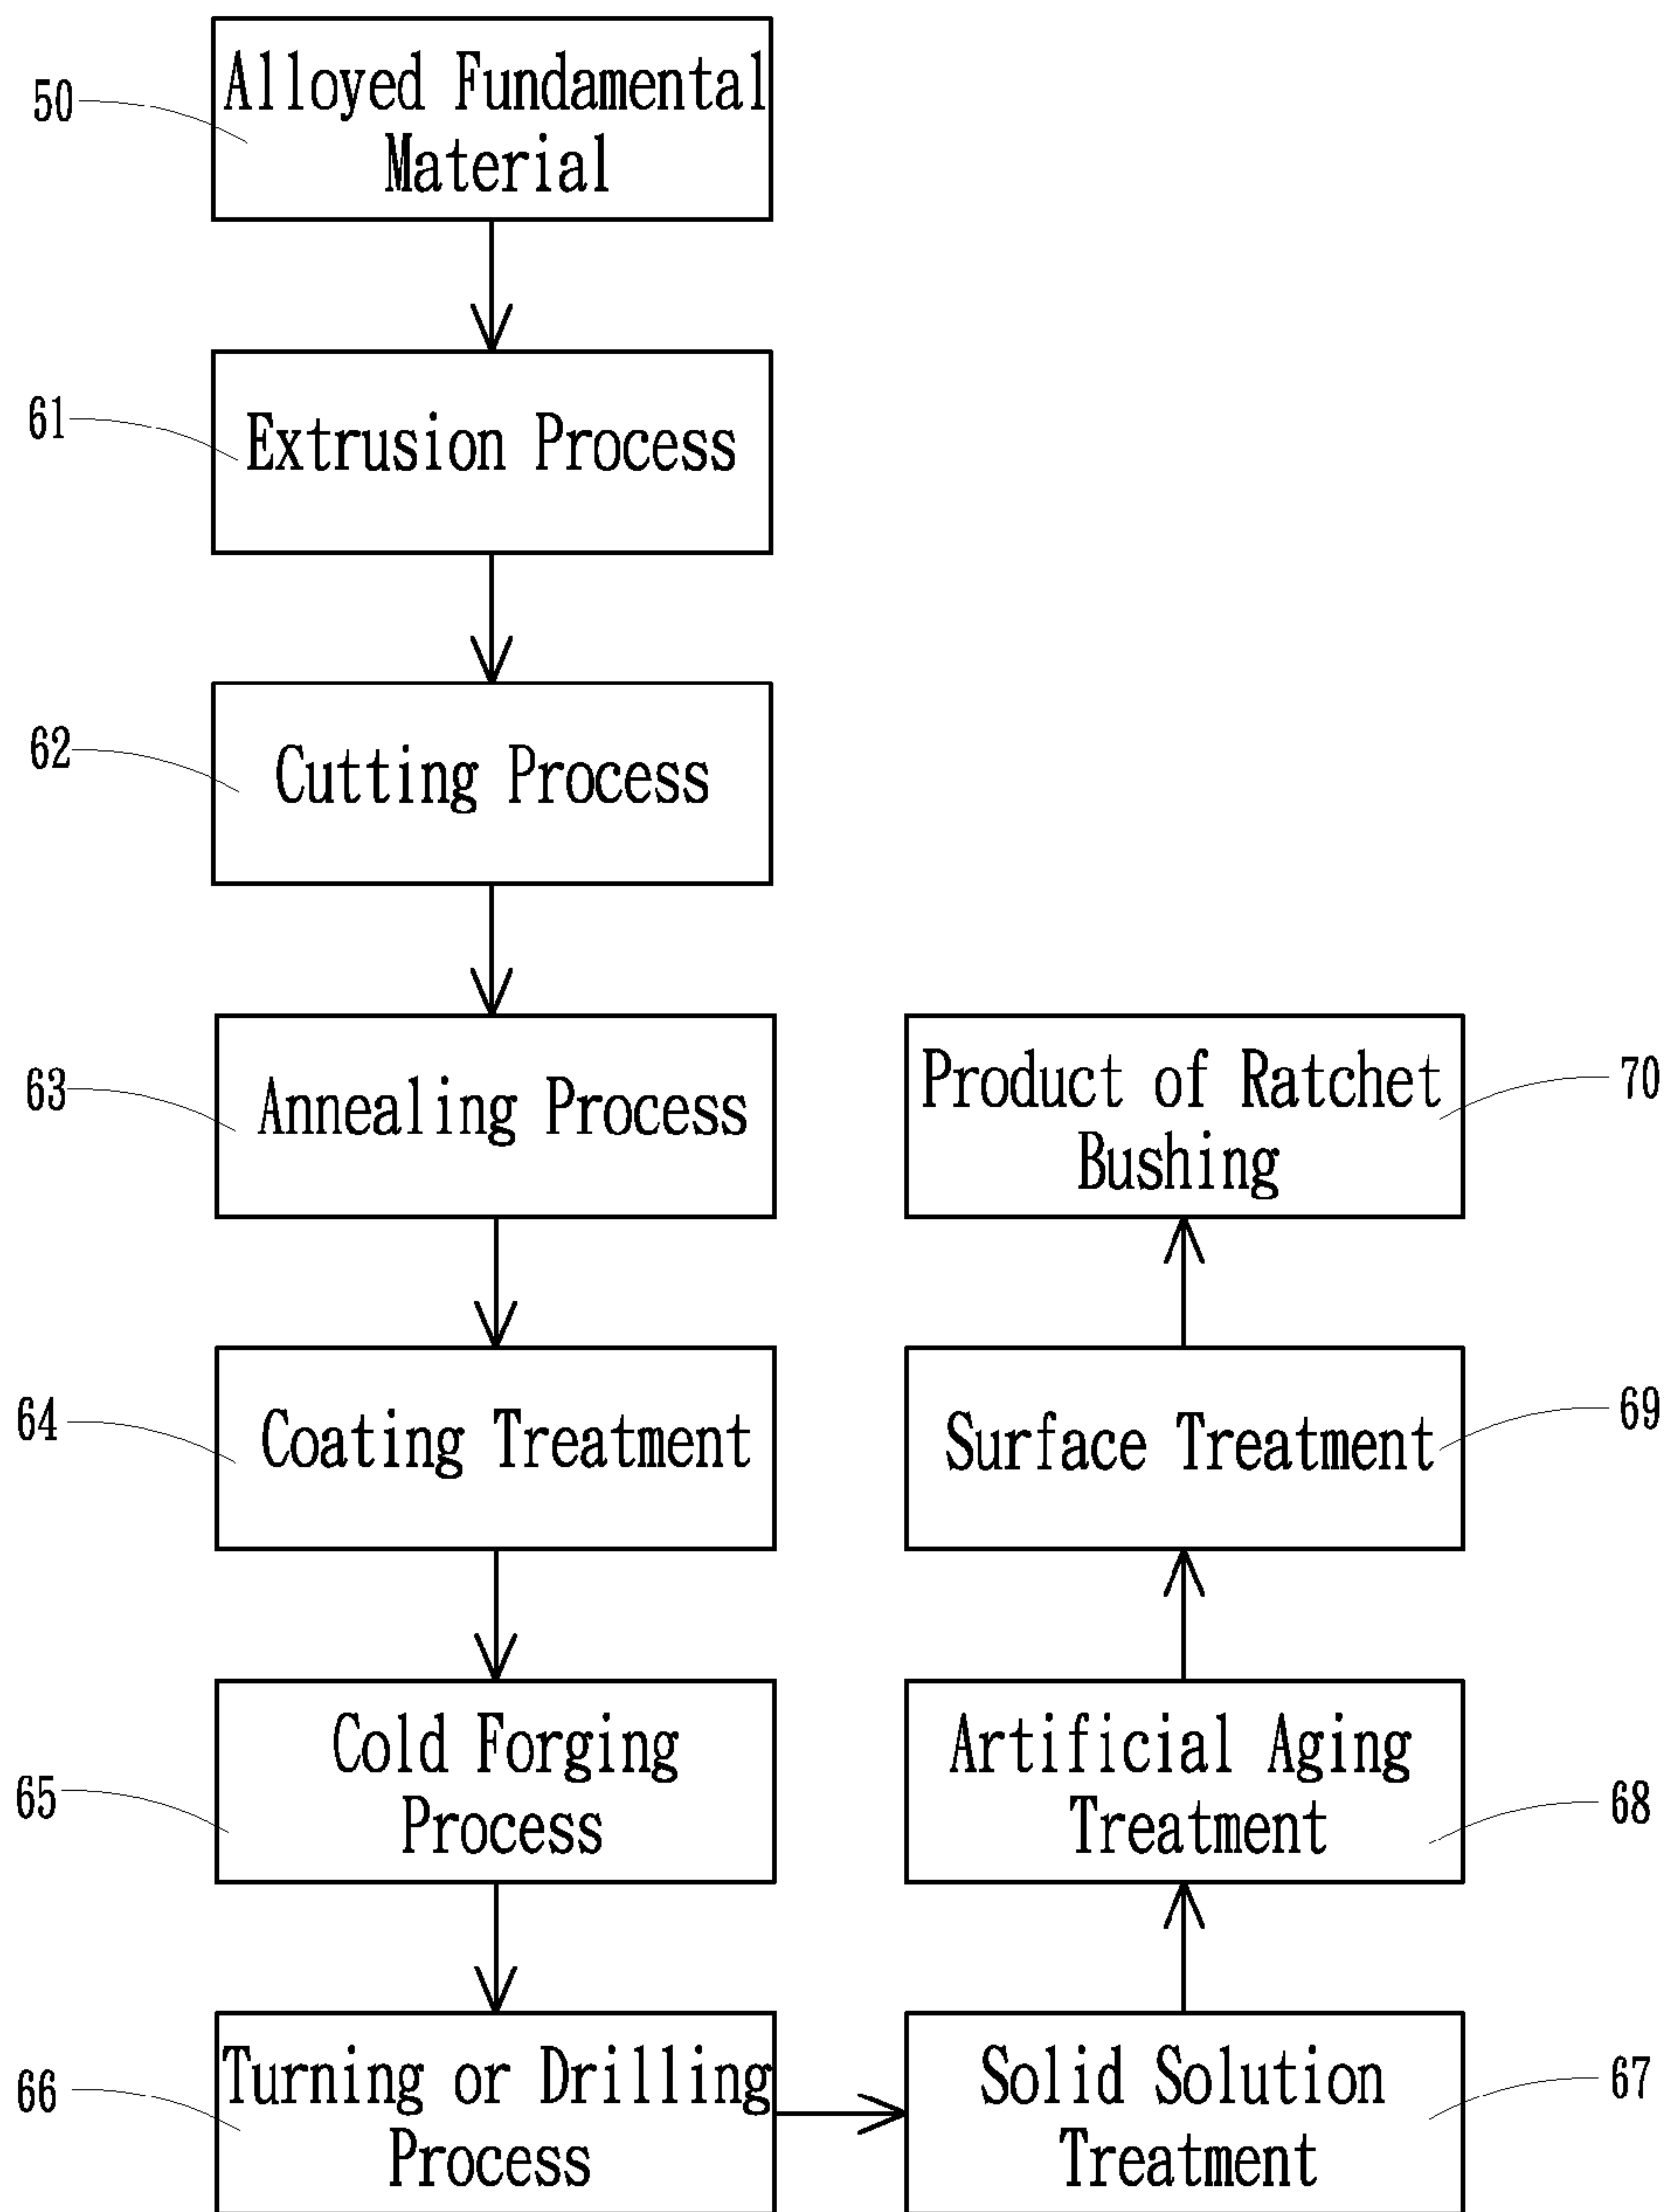 50
Alloyed Fundamental
Material
61
Extrusion Process
62
Cutting Process
63
Annealing Process
64
Coating Treatment
65
Cold Forging
Process
66
Turning or Drilling
Process
67
Solid Solution
Treatment
68
Artificial Aging
Treatment
69
Surface Treatment
70
Product of Ratchet
Bushing